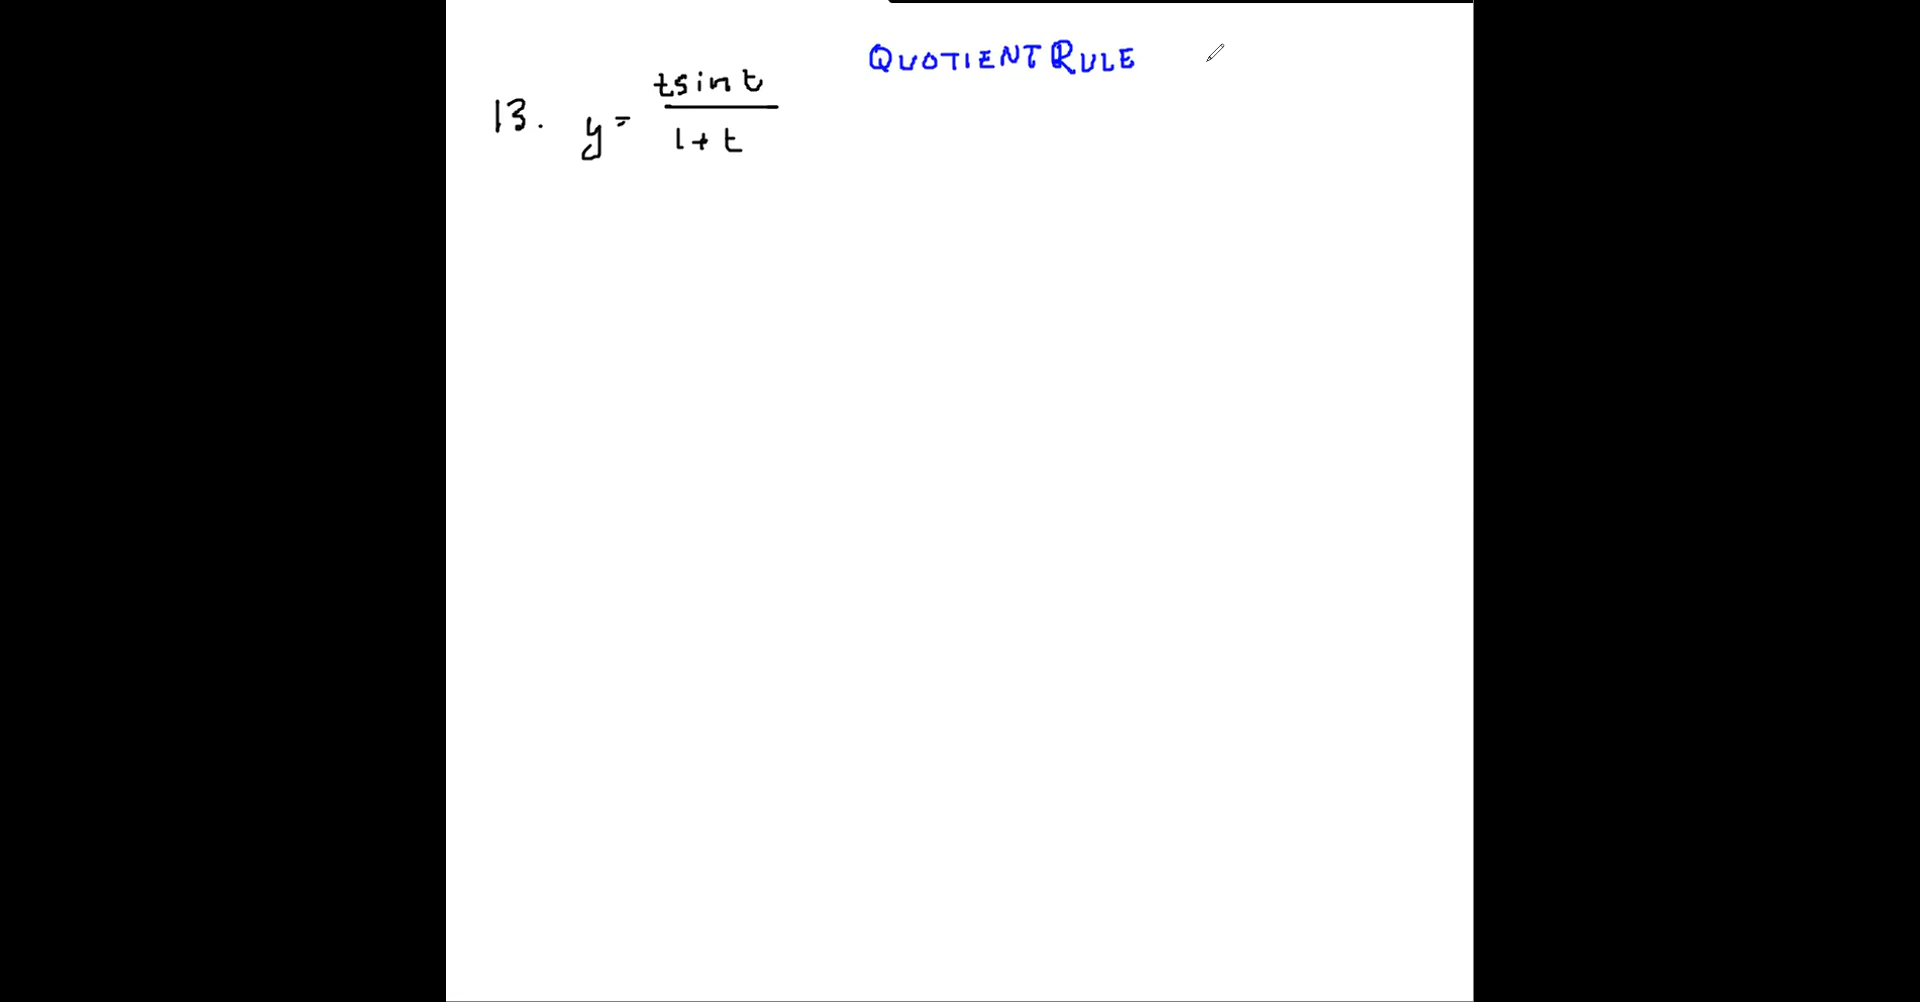 QUOTIENT RULE
13. y = t sin t / 1 + t